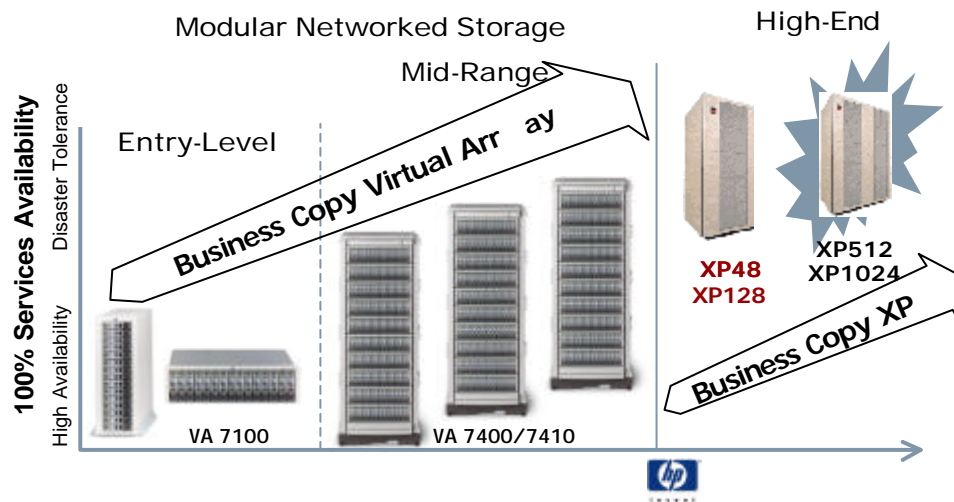 Modular Networked Storage
High-End
Mid-Range
Entry-Level
100% Services Availability
Disaster Tolerance
High Availability
Business Copy Virtual Arr ay
XP48
XP128
XP512
XP1024
Business Copy XP
VA 7100
VA 7400/7410
hp
invent